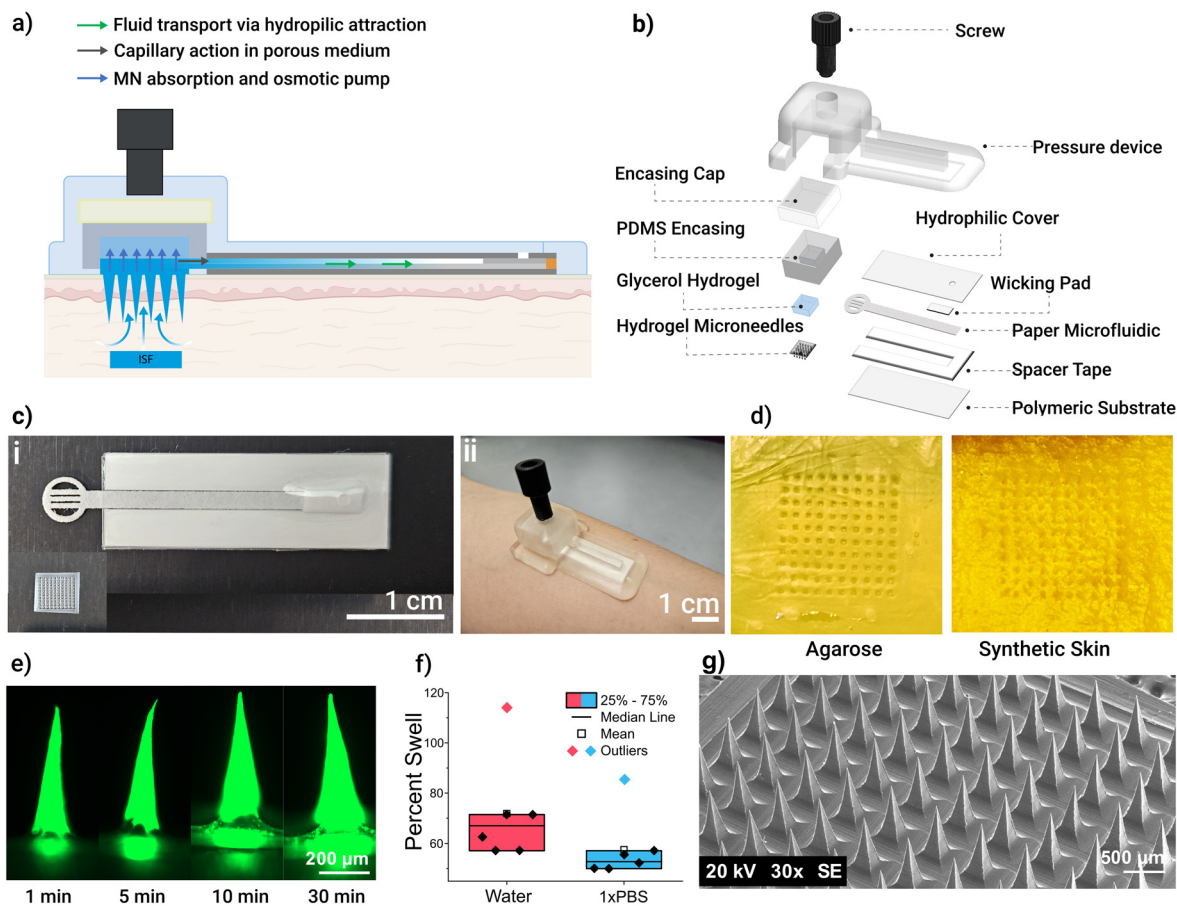 a)
Fluid transport via hydropilic attraction
Capillary action in porous medium
MN absorption and osmotic pump
ISF
b)
Screw
Pressure device
Encasing Cap
PDMS Encasing
Hydrophilic Cover
Glycerol Hydrogel
Wicking Pad
Hydrogel Microneedles
Paper Microfluidic
Spacer Tape
Polymeric Substrate
c)
i
1 cm
ii
1 cm
d)
Agarose
Synthetic Skin
e)
200 µm
1 min
5 min
10 min
30 min
f)
Percent Swell
120
100
80
60
25% - 75%
Median Line
Mean
Outliers
Water
1xPBS
g)
20 kV 30x SE
500 µm